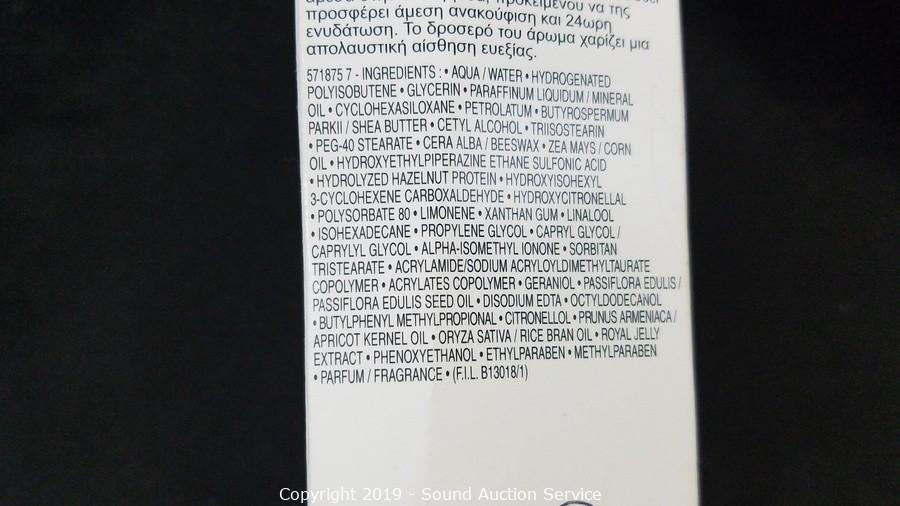 προκειμένου να της
προσφέρει άμεση ανακούφιση και 24ωρη
ενυδάτωση. Το δροσερό του άρωμα χαρίζει μια
απολαυστική αίσθηση ευεξίας.
571875 7 - INGREDIENTS : • AQUA / WATER • HYDROGENATED
POLYISOBUTENE • GLYCERIN • PARAFFINUM LIQUIDUM / MINERAL
OIL • CYCLOHEXASILOXANE • PETROLATUM • BUTYROSPERMUM
PARKII / SHEA BUTTER • CETYL ALCOHOL • TRIISOSTEARIN
• PEG-40 STEARATE • CERA ALBA / BEESWAX • ZEA MAYS / CORN
OIL • HYDROXYETHYLPIPERAZINE ETHANE SULFONIC ACID
• HYDROLYZED HAZELNUT PROTEIN • HYDROXYISOHEXYL
3-CYCLOHEXENE CARBOXALDEHYDE • HYDROXYCITRONELLAL
• POLYSORBATE 80 • LIMONENE • XANTHAN GUM • LINALOOL
• ISOHEXADECANE • PROPYLENE GLYCOL • CAPRYL GLYCOL /
CAPRYLYL GLYCOL • ALPHA-ISOMETHYL IONONE • SORBITAN
TRISTEARATE • ACRYLAMIDE/SODIUM ACRYLOYLDIMETHYLTAURATE
COPOLYMER • ACRYLATES COPOLYMER • GERANIOL • PASSIFLORA EDULIS /
PASSIFLORA EDULIS SEED OIL • DISODIUM EDTA • OCTYLDODECANOL
• BUTYLPHENYL METHYLPROPIONAL • CITRONELLOL • PRUNUS ARMENIACA /
APRICOT KERNEL OIL • ORYZA SATIVA / RICE BRAN OIL • ROYAL JELLY
EXTRACT • PHENOXYETHANOL • ETHYLPARABEN • METHYLPARABEN
• PARFUM / FRAGRANCE • (F.I.L. B13018/1)
Copyright 2019 - Sound Auction Service